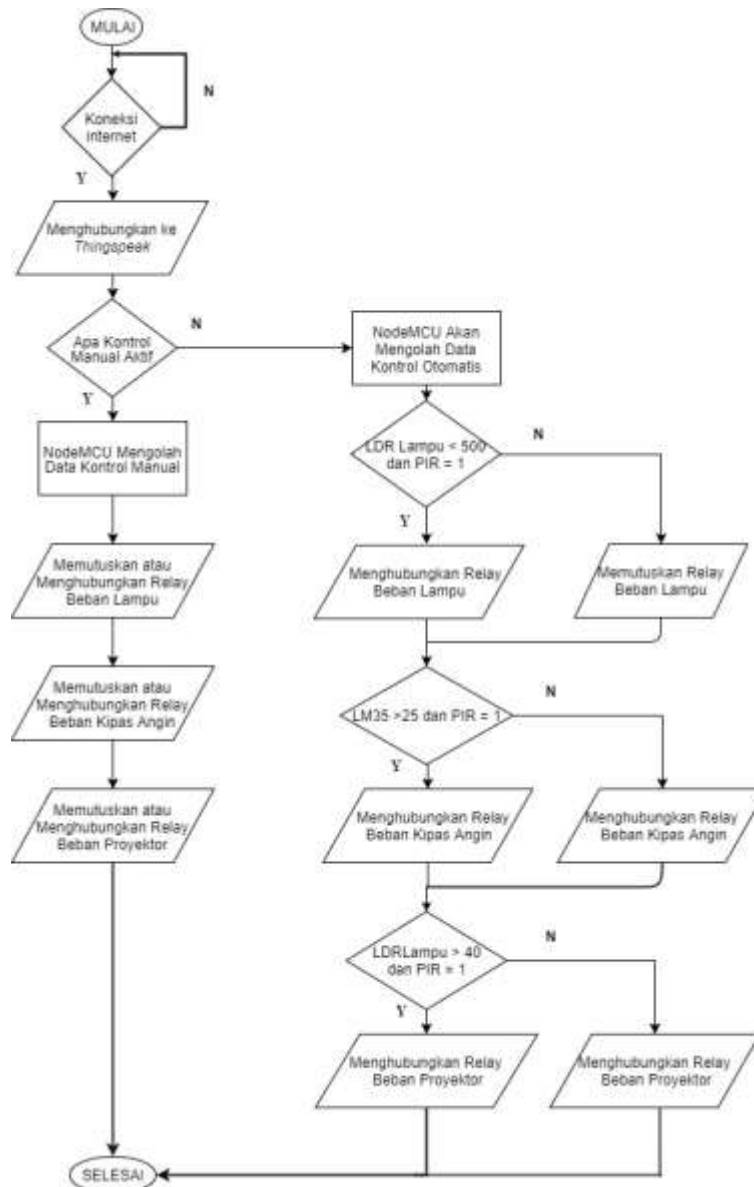 MULAI
N
Koneksi
internet
Y
Menghubungkan ke
Thingspeak
N
Apa Kontrol
Manual Aktif
Y
NodeMCU Mengolah
Data Kontrol Manual
Memutuskan atau
Menghubungkan Relay
Beban Lampu
Memutuskan atau
Menghubungkan Relay
Beban Kipas Angin
Memutuskan atau
Menghubungkan Relay
Beban Proyektor
NodeMCU Akan
Mengolah Data
Kontrol Otomatis
LDR Lampu < 500
dan PIR = 1
N
Y
Menghubungkan Relay
Beban Lampu
Memutuskan Relay
Beban Lampu
LM35 >25 dan PIR = 1
N
Y
Menghubungkan Relay
Beban Kipas Angin
Menghubungkan Relay
Beban Kipas Angin
LDRLampu > 40
dan PIR = 1
N
Y
Menghubungkan Relay
Beban Proyektor
Menghubungkan Relay
Beban Proyektor
SELESAI